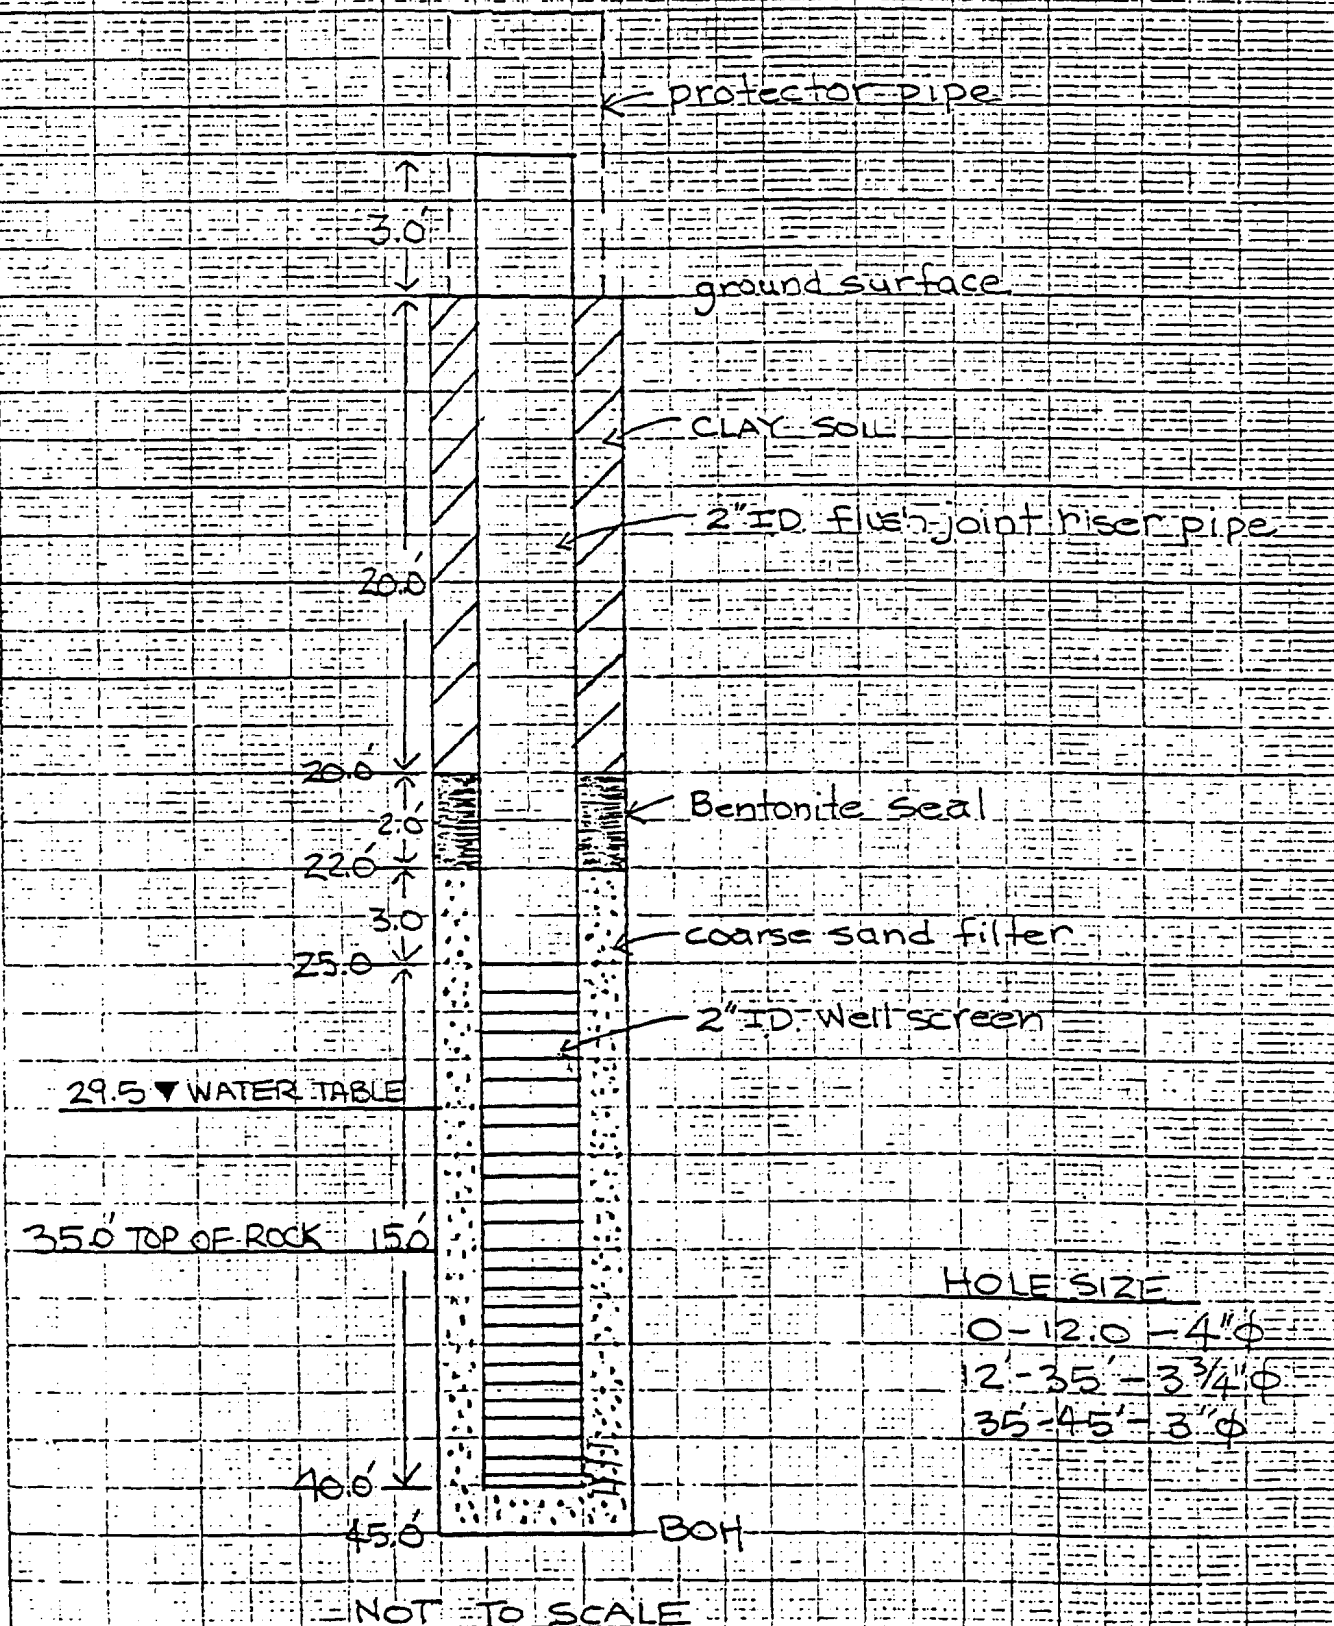 protector pipe
3.0'
ground surface
CLAY SOIL
2" ID flush-joint riser pipe
20.0'
20.0'
2.0'
Bentonite seal
22.0'
3.0
coarse sand filter
25.0
2" ID Well screen
29.5 ▼ WATER TABLE
35.0' TOP OF ROCK 15.0'
HOLE SIZE
0-12.0 - 4"φ
12'-35' - 3 3/4"φ
35'-45' - 3"φ
40.0'
45.0'
BOH
NOT TO SCALE